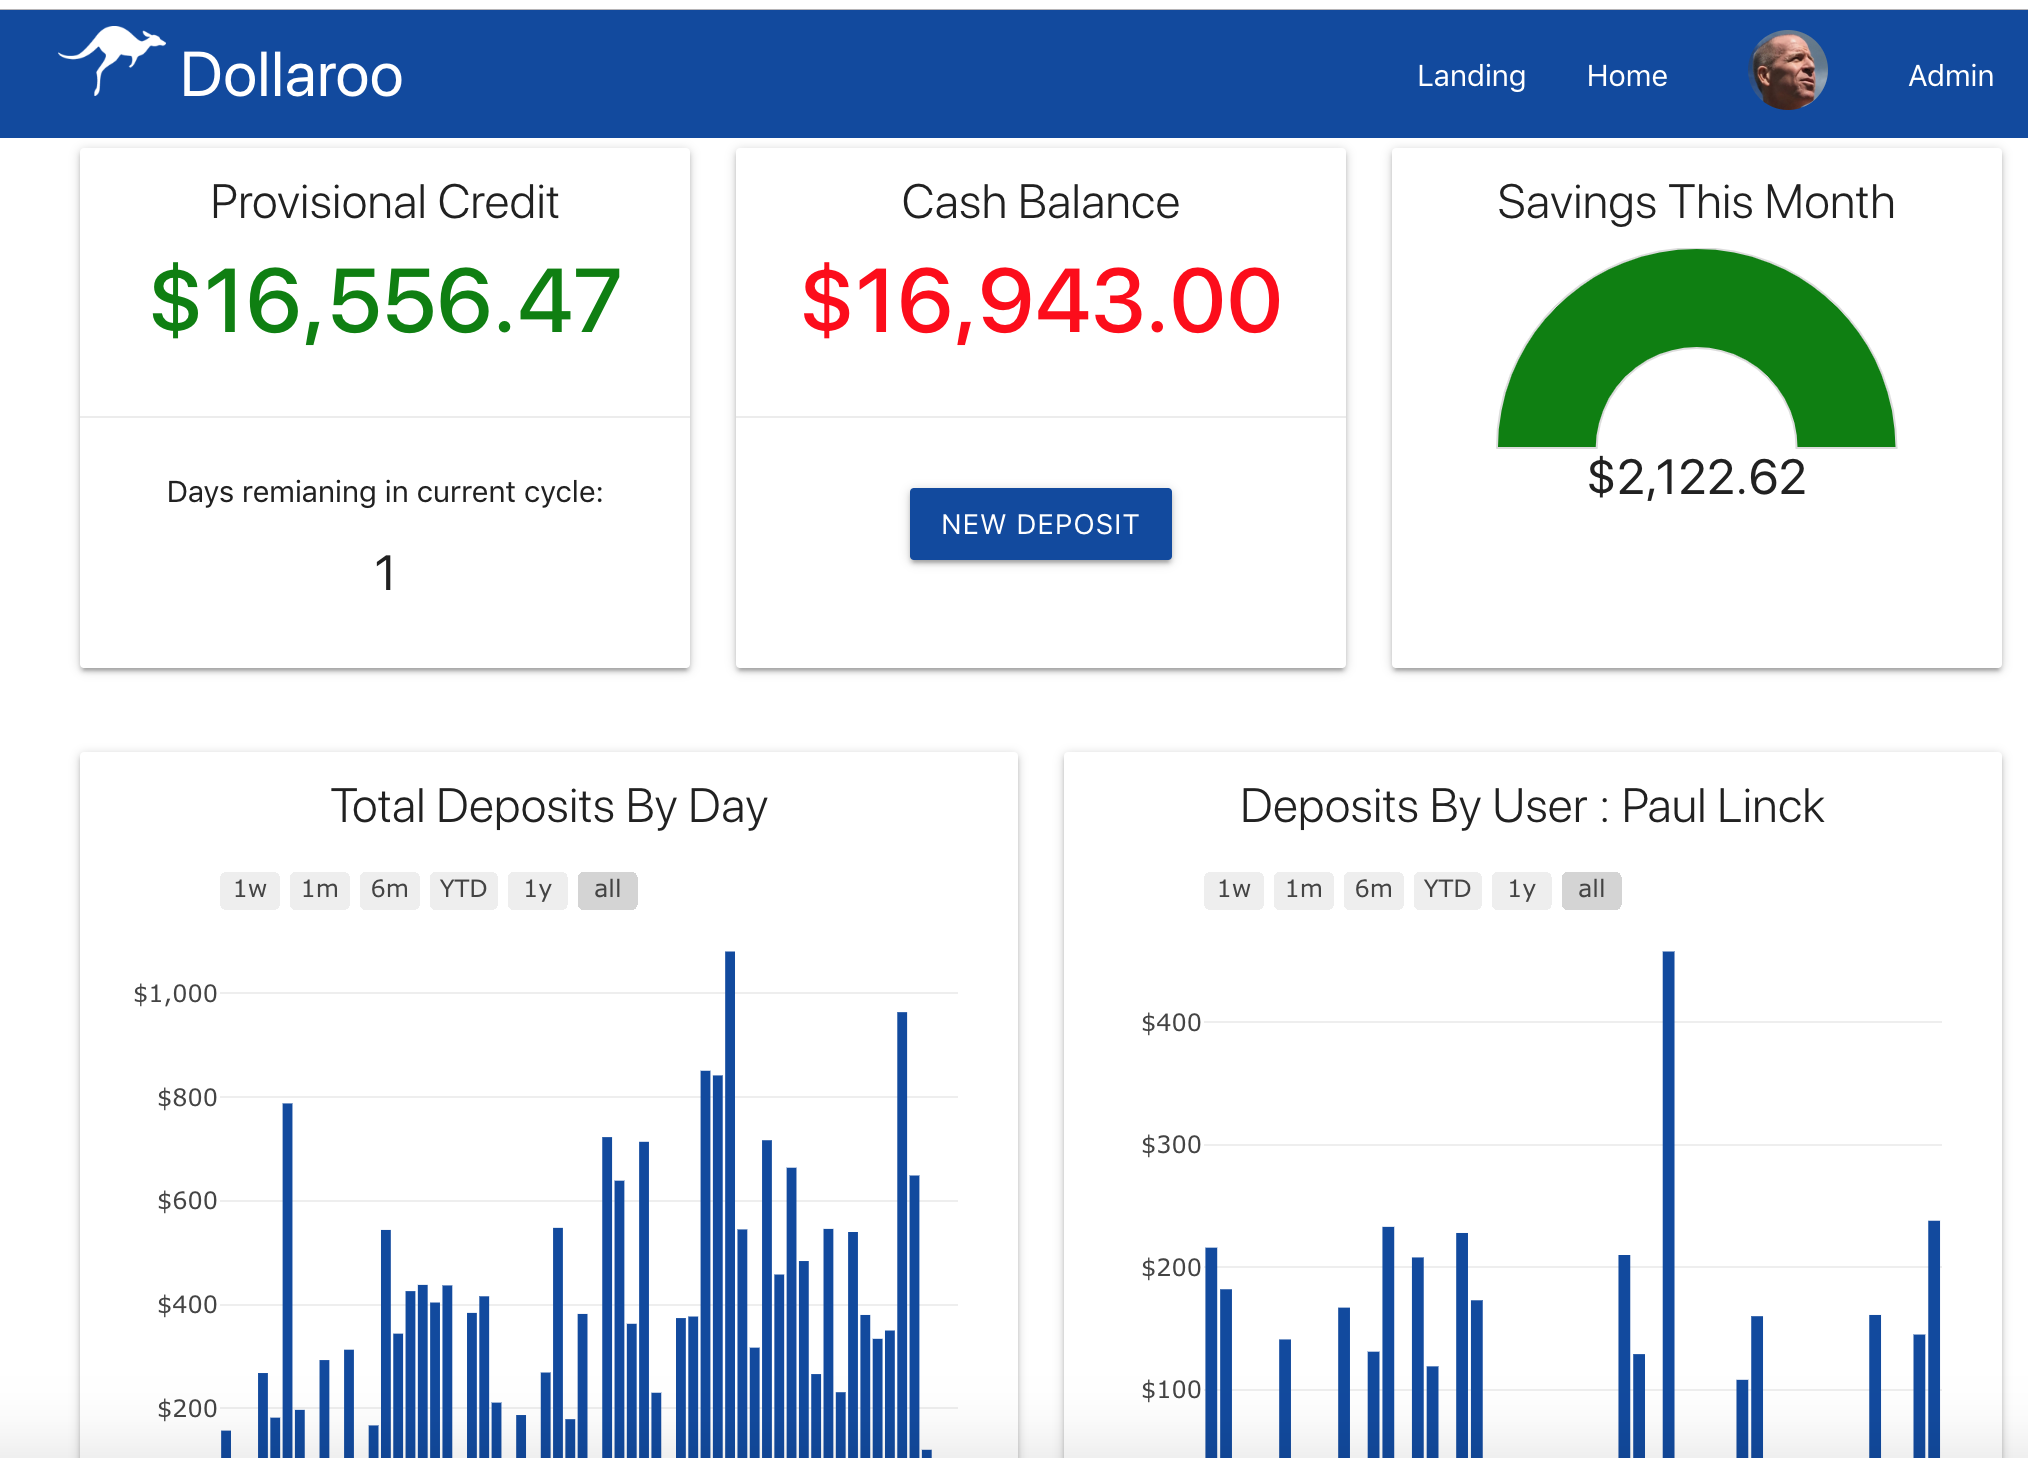 Dollaroo
Landing
Home
Admin
Provisional Credit
$16,556.47
Days remianing in current cycle:
1
Cash Balance
$16,943.00
NEW DEPOSIT
Savings This Month
$2,122.62
Total Deposits By Day
1w 1m 6m YTD 1y all
$1,000
$800
$600
$400
$200
Deposits By User : Paul Linck
1w 1m 6m YTD 1y all
$400
$300
$200
$100